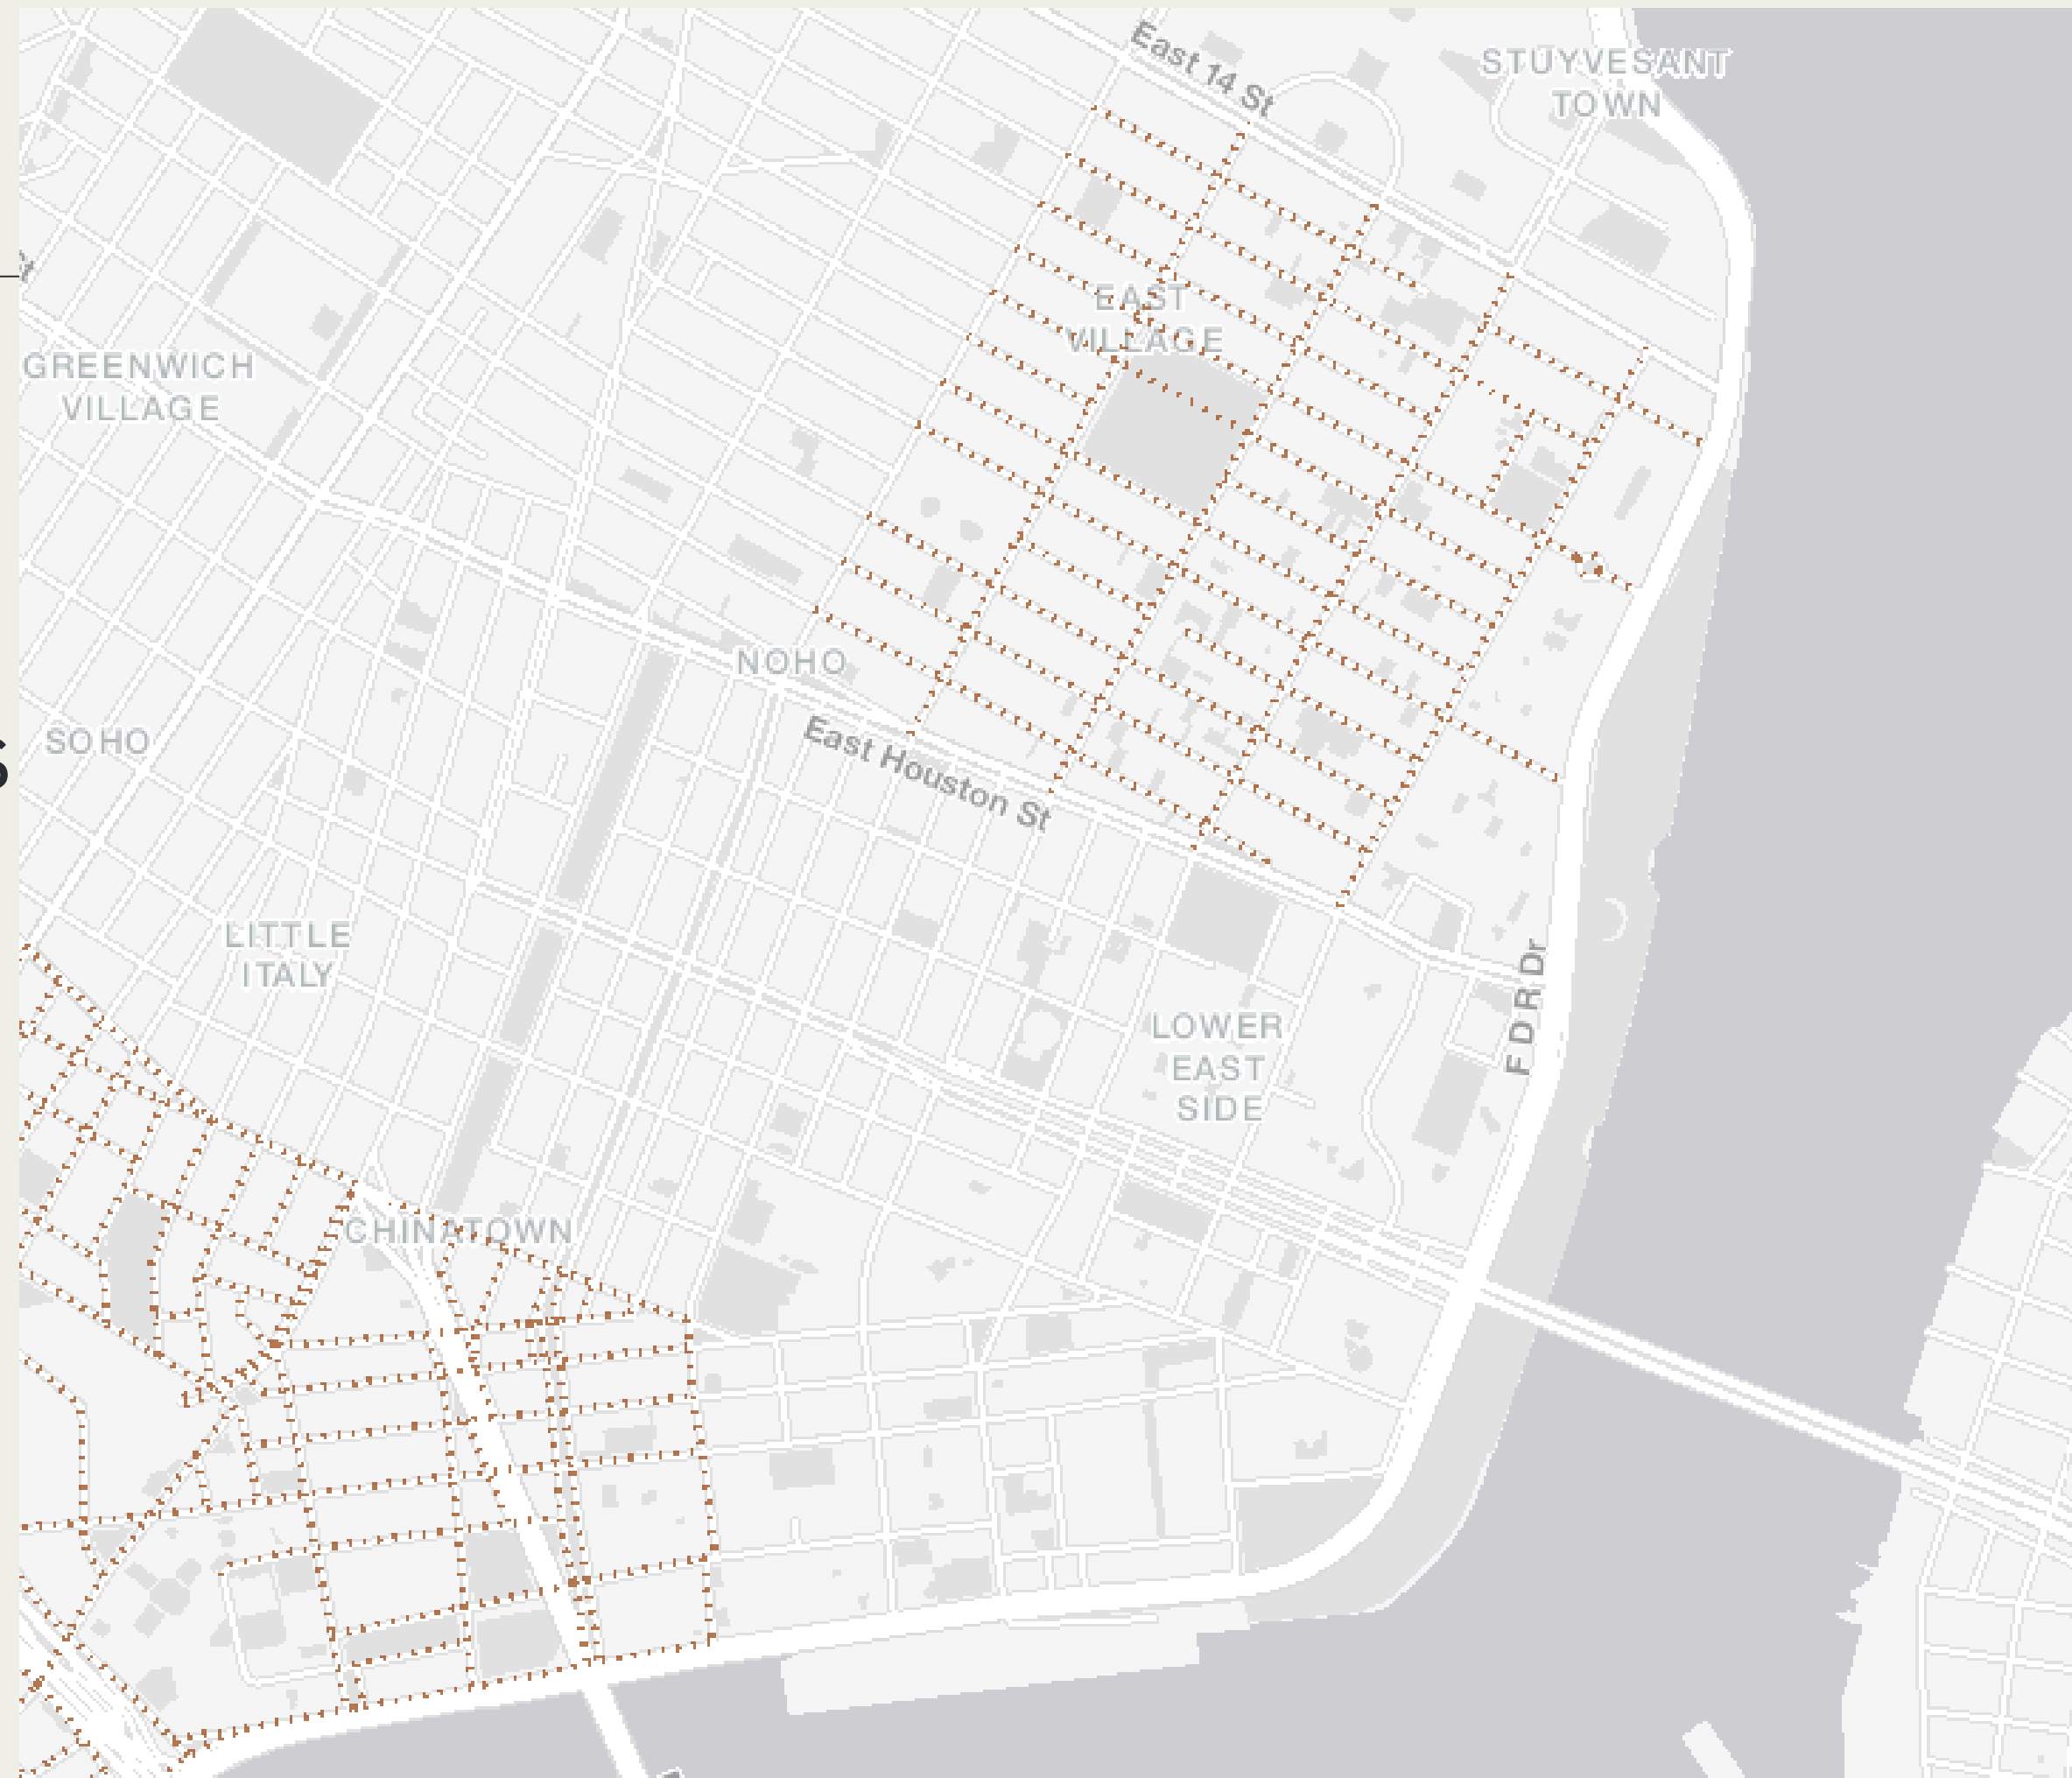 East 14 St
STUYVESANT
TOWN
EAST
VILLAGE
GREENWICH
VILLAGE
NOHO
East Houston St
SOHO
LITTLE
ITALY
F D R Dr
LOWER
EAST
SIDE
CHINATOWN